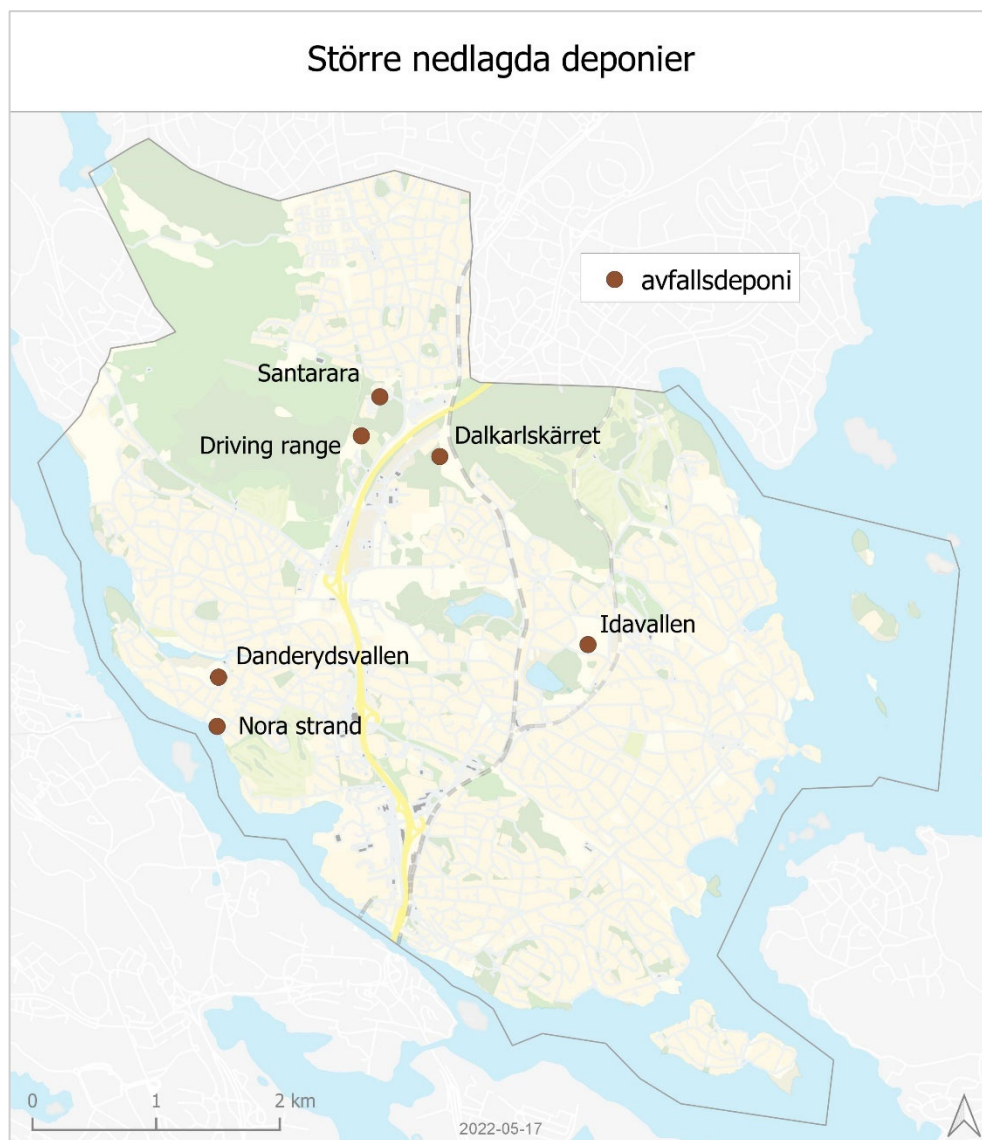 Större nedlagda deponier
avfallsdeponi
Santarara
Driving range
Dalkarlskärret
Idavallen
Danderydsvallen
Nora strand
0 1 2 km
2022-05-17